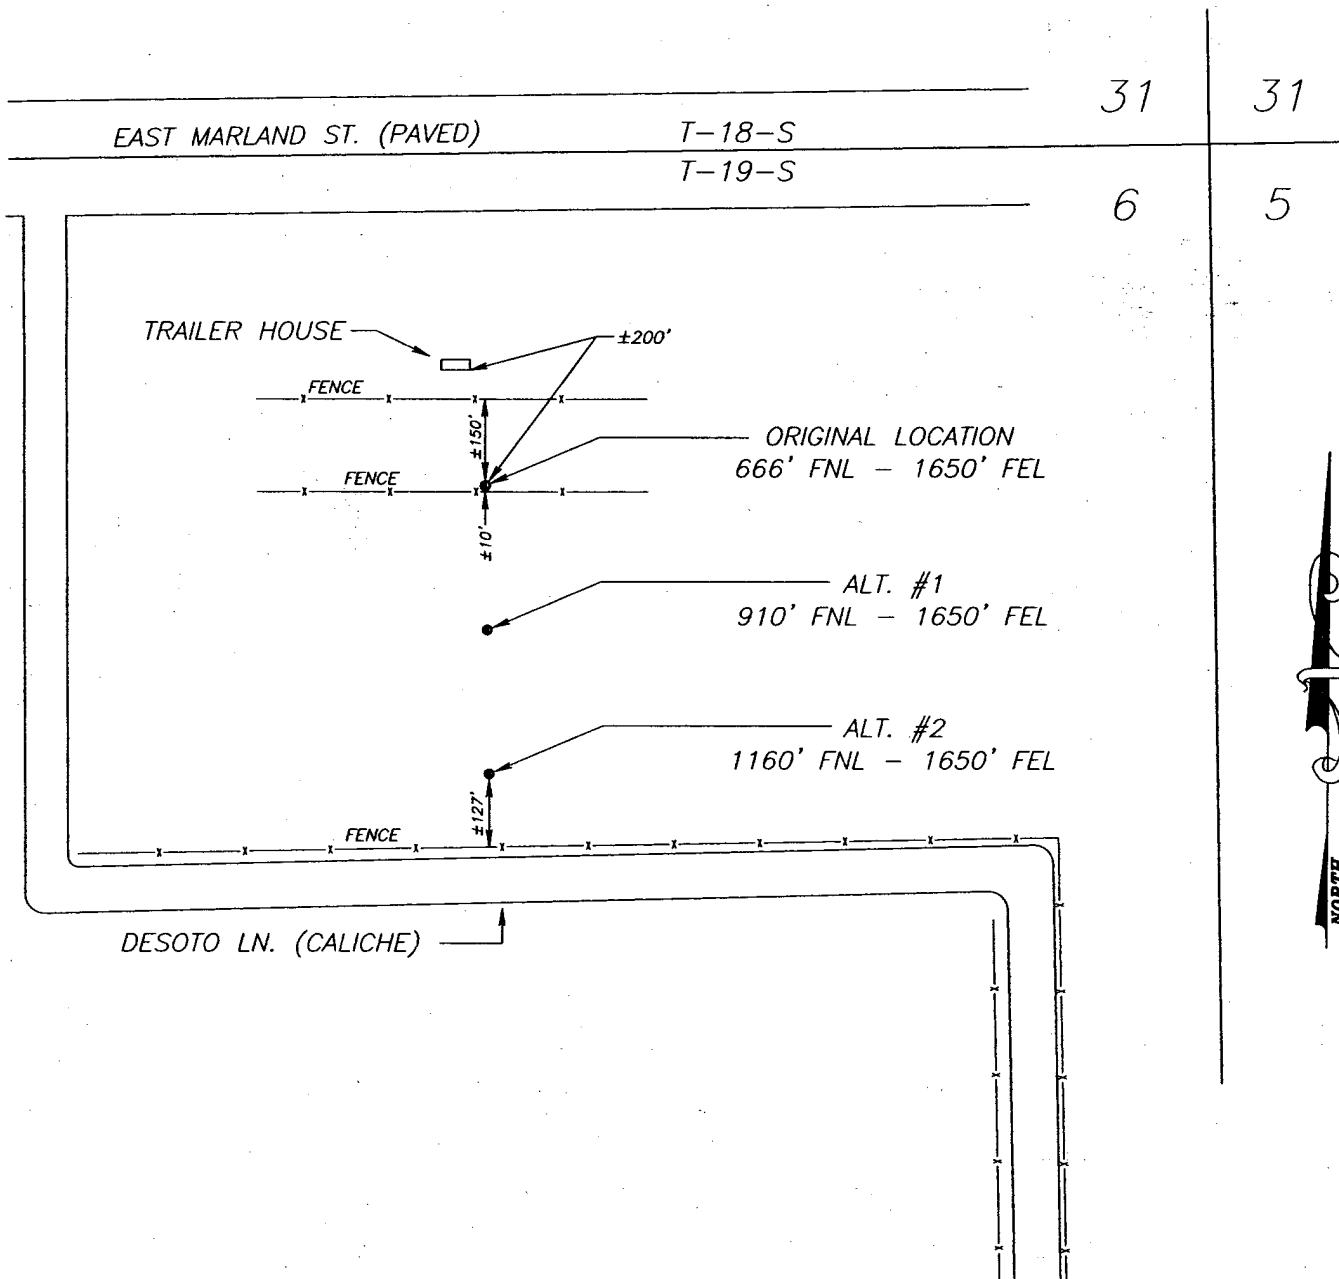 31
31
EAST MARLAND ST. (PAVED)
T-18-S
T-19-S
6
5
TRAILER HOUSE
±200'
FENCE
±150'
ORIGINAL LOCATION
666' FNL - 1650' FEL
FENCE
±10'
ALT. #1
910' FNL - 1650' FEL
ALT. #2
1160' FNL - 1650' FEL
±127'
FENCE
DESOTO LN. (CALICHE)
NORTH